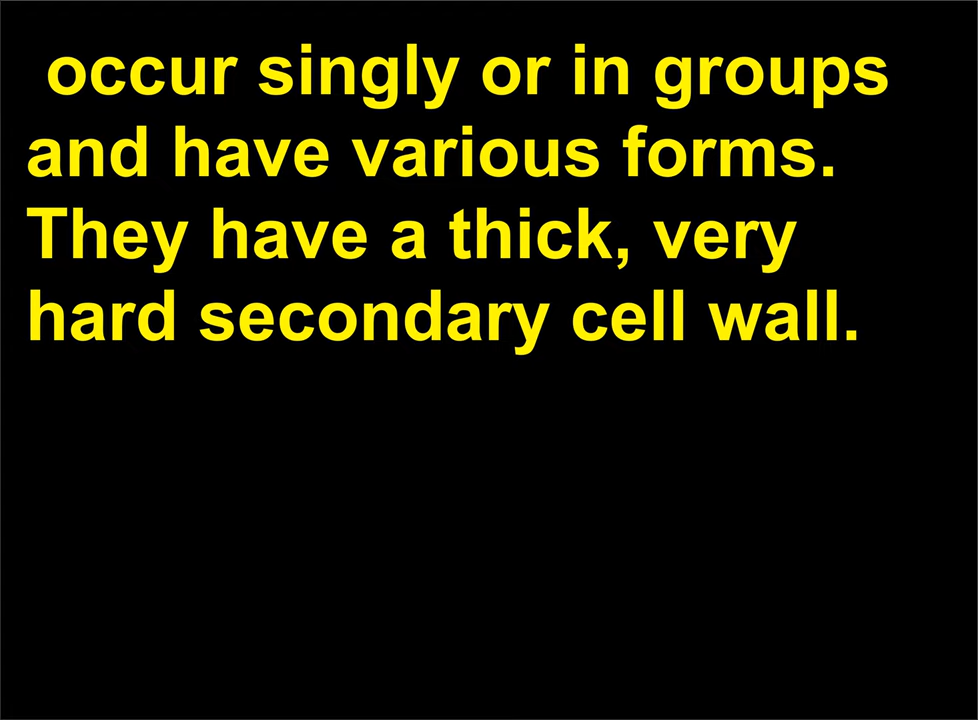 occur singly or in groups
and have various forms.
They have a thick, very
hard secondary cell wall.